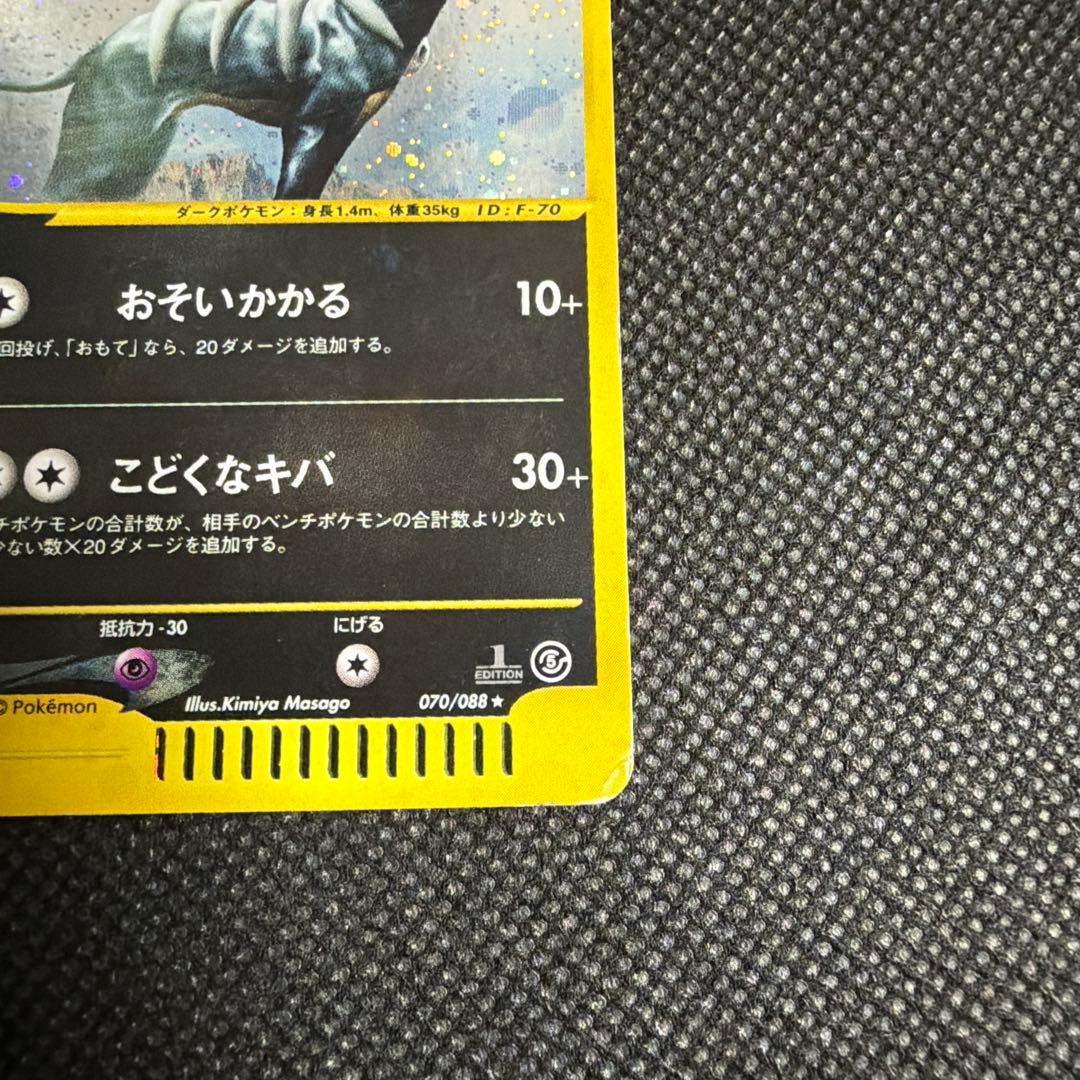 ダークポケモン：身長1.4m、体重35kg ID：F-70
おそいかかる 10+
回投げ、「おもて」なら、20ダメージを追加する。
こどくなキバ 30+
チポケモンの合計数が、相手のベンチポケモンの合計数より少ない
少ない数×20ダメージを追加する。
抵抗力 -30 にげる
1 EDITION 5
© Pokémon Illus.Kimiya Masago 070/088★